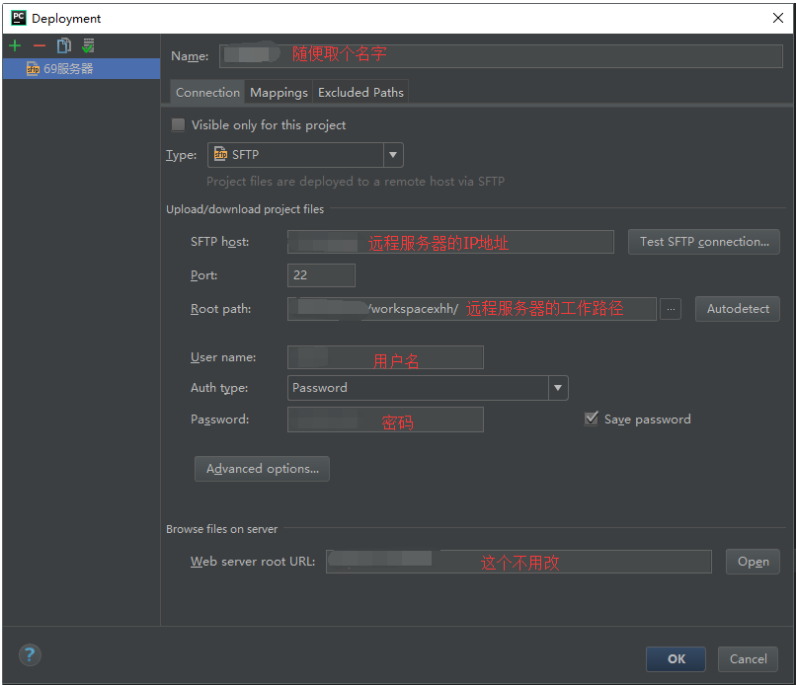 PC Deployment
Name: 随便取个名字
69服务器
Connection Mappings Excluded Paths
Visible only for this project
Type: SFTP
Project files are deployed to a remote host via SFTP
Upload/download project files
SFTP host: 远程服务器的IP地址 Test SFTP connection...
Port: 22
Root path: /workspacexhh/ 远程服务器的工作路径 ... Autodetect
User name: 用户名
Auth type: Password
Password: 密码 Save password
Advanced options...
Browse files on server
Web server root URL: 这个不用改 Open
? OK Cancel